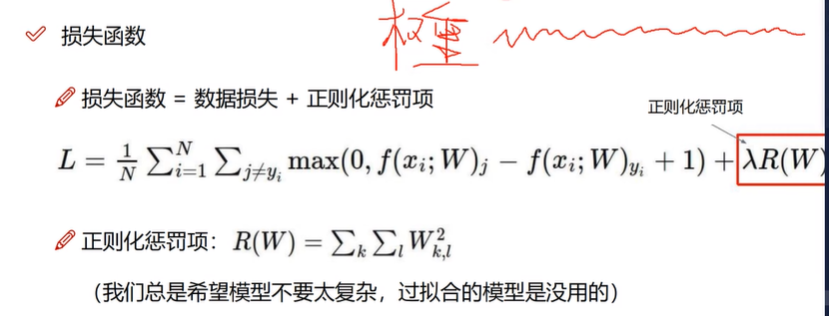 损失函数
权重
损失函数 = 数据损失 + 正则化惩罚项
正则化惩罚项
L = \frac{1}{N} \sum_{i=1}^{N} \sum_{j \neq y_i} \max(0, f(x_i; W)_j - f(x_i; W)_{y_i} + 1) + \lambda R(W)
正则化惩罚项：R(W) = \sum_k \sum_l W_{k,l}^2
（我们总是希望模型不要太复杂，过拟合的模型是没用的）